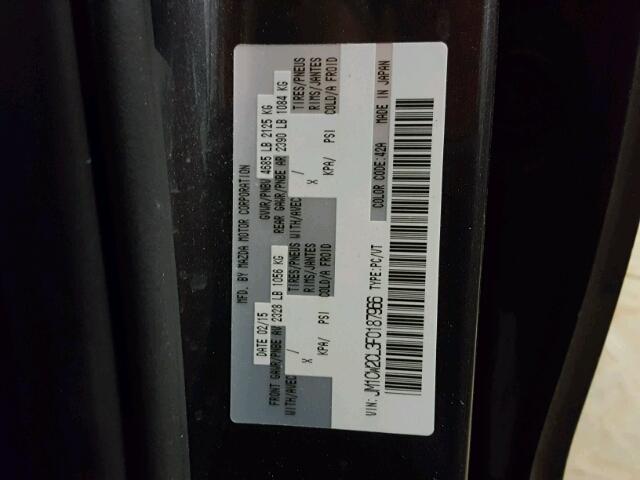 MFD. BY MAZDA MOTOR CORPORATION
DATE 02/15 GVWR/PNBV 4685 LB 2125 KG
FRONT GAWR/PNBE AV 2328 LB 1056 KG REAR GAWR/PNBE AR 2390 LB 1084 KG
WITH/AVEC TIRES/PNEUS WITH/AVEC TIRES/PNEUS
/ RIMS/JANTES / RIMS/JANTES
X COLD/A FROID X COLD/A FROID
KPA/ PSI KPA/ PSI
VIN: JM1CW2CL3F0187966 TYPE:PC/VT COLOR CODE:42A MADE IN JAPAN